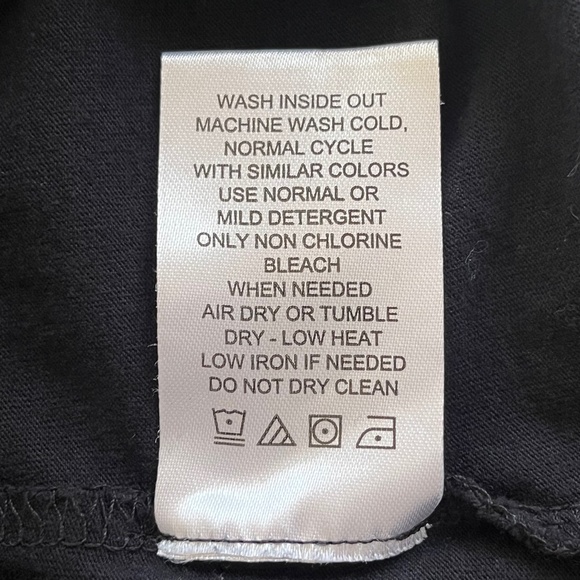 WASH INSIDE OUT
MACHINE WASH COLD,
NORMAL CYCLE
WITH SIMILAR COLORS
USE NORMAL OR
MILD DETERGENT
ONLY NON CHLORINE
BLEACH
WHEN NEEDED
AIR DRY OR TUMBLE
DRY - LOW HEAT
LOW IRON IF NEEDED
DO NOT DRY CLEAN